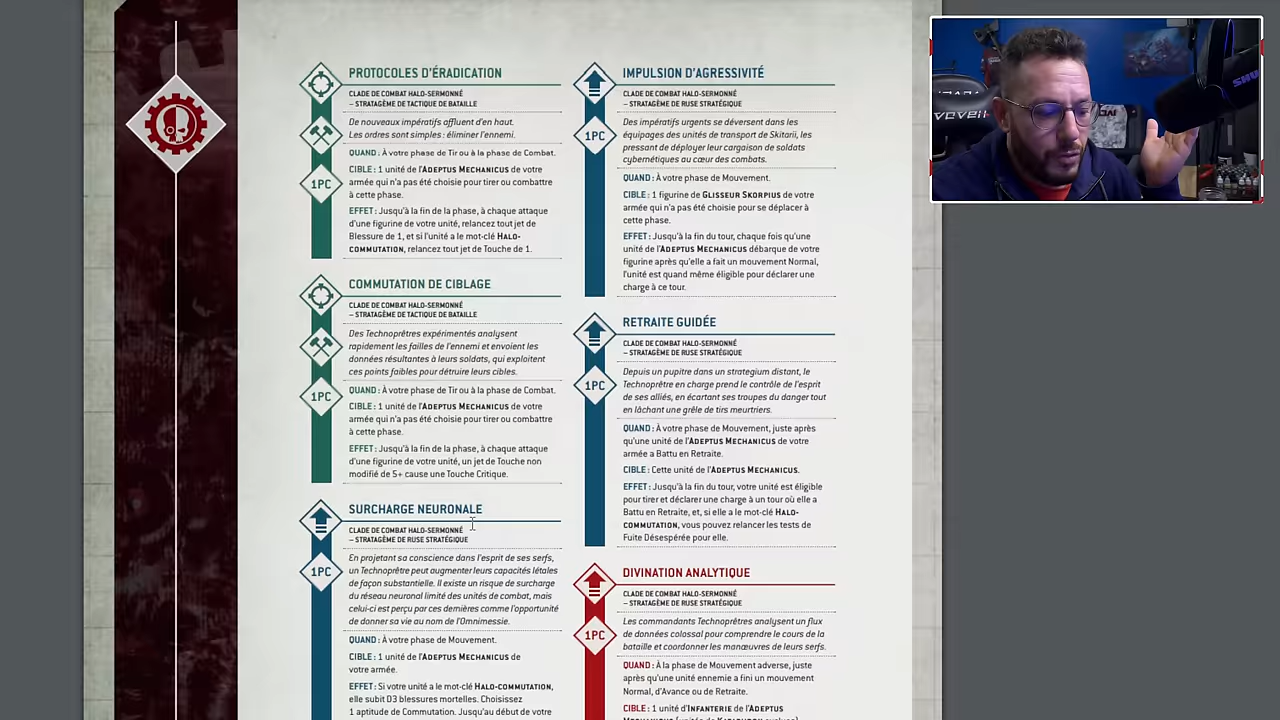 PROTOCOLES D'ÉRADICATION
CLADE DE COMBAT HALO-SERMONNÉ
– STRATAGÈME DE TACTIQUE DE BATAILLE
De nouveaux impératifs affluent d'en haut.
Les ordres sont simples : éliminer l'ennemi.
1PC
QUAND : À votre phase de Tir ou à la phase de Combat.
CIBLE : 1 unité de l'ADEPTUS MECHANICUS de votre
armée qui n'a pas été choisie pour tirer ou combattre
à cette phase.
EFFET : Jusqu'à la fin de la phase, à chaque attaque
d'une figurine de votre unité, relancez tout jet de
Blessure de 1, et si l'unité a le mot-clé HALO-
COMMUTATION, relancez tout jet de Touche de 1.
COMMUTATION DE CIBLAGE
CLADE DE COMBAT HALO-SERMONNÉ
– STRATAGÈME DE TACTIQUE DE BATAILLE
Des Technoprêtres expérimentés analysent
rapidement les failles de l'ennemi et envoient les
données résultantes à leurs soldats, qui exploitent
ces points faibles pour détruire leurs cibles.
1PC
QUAND : À votre phase de Tir ou à la phase de Combat.
CIBLE : 1 unité de l'ADEPTUS MECHANICUS de votre
armée qui n'a pas été choisie pour tirer ou combattre
à cette phase.
EFFET : Jusqu'à la fin de la phase, à chaque attaque
d'une figurine de votre unité, un jet de Touche non
modifié de 5+ cause une Touche Critique.
SURCHARGE NEURONALE
CLADE DE COMBAT HALO-SERMONNÉ
– STRATAGÈME DE RUSE STRATÉGIQUE
1PC
En projetant sa conscience dans l'esprit de ses serfs,
un Technoprêtre peut augmenter leurs capacités létales
de façon substantielle. Il existe un risque de surcharge
du réseau neuronal limité des unités de combat, mais
celui-ci est perçu par ces dernières comme l'opportunité
de donner sa vie au nom de l'Omnimessie.
QUAND : À votre phase de Mouvement.
CIBLE : 1 unité de l'ADEPTUS MECHANICUS de
votre armée.
EFFET : Si votre unité a le mot-clé HALO-COMMUTATION,
elle subit D3 blessures mortelles. Choisissez
1 aptitude de Commutation. Jusqu'au début de votre
IMPULSION D'AGRESSIVITÉ
CLADE DE COMBAT HALO-SERMONNÉ
– STRATAGÈME DE RUSE STRATÉGIQUE
1PC
Des impératifs urgents se déversent dans les
équipages des unités de transport de Skitarii, les
pressant de déployer leur cargaison de soldats
cybernétiques au cœur des combats.
QUAND : À votre phase de Mouvement.
CIBLE : 1 figurine de GLISSEUR SKORPIUS de votre
armée qui n'a pas été choisie pour se déplacer à
cette phase.
EFFET : Jusqu'à la fin du tour, chaque fois qu'une
unité de l'ADEPTUS MECHANICUS débarque de votre
figurine après qu'elle a fait un mouvement Normal,
l'unité est quand même éligible pour déclarer une
charge à ce tour.
RETRAITE GUIDÉE
CLADE DE COMBAT HALO-SERMONNÉ
– STRATAGÈME DE RUSE STRATÉGIQUE
1PC
Depuis un pupitre dans un strategium distant, le
Technoprêtre en charge prend le contrôle de l'esprit
de ses alliés, en écartant ses troupes du danger tout
en lâchant une grêle de tirs meurtriers.
QUAND : À votre phase de Mouvement, juste après
qu'une unité de l'ADEPTUS MECHANICUS de votre
armée a Battu en Retraite.
CIBLE : Cette unité de l'ADEPTUS MECHANICUS.
EFFET : Jusqu'à la fin du tour, votre unité est éligible
pour tirer et déclarer une charge à un tour où elle a
Battu en Retraite, et, si elle a le mot-clé HALO-
COMMUTATION, vous pouvez relancer les tests de
Fuite Désespérée pour elle.
DIVINATION ANALYTIQUE
CLADE DE COMBAT HALO-SERMONNÉ
– STRATAGÈME DE RUSE STRATÉGIQUE
1PC
Les commandants Technoprêtres analysent un flux
de données colossal pour comprendre le cours de la
bataille et coordonner les manœuvres de leurs serfs.
QUAND : À la phase de Mouvement adverse, juste
après qu'une unité ennemie a fini un mouvement
Normal, d'Avance ou de Retraite.
CIBLE : 1 unité d'INFANTERIE de l'ADEPTUS